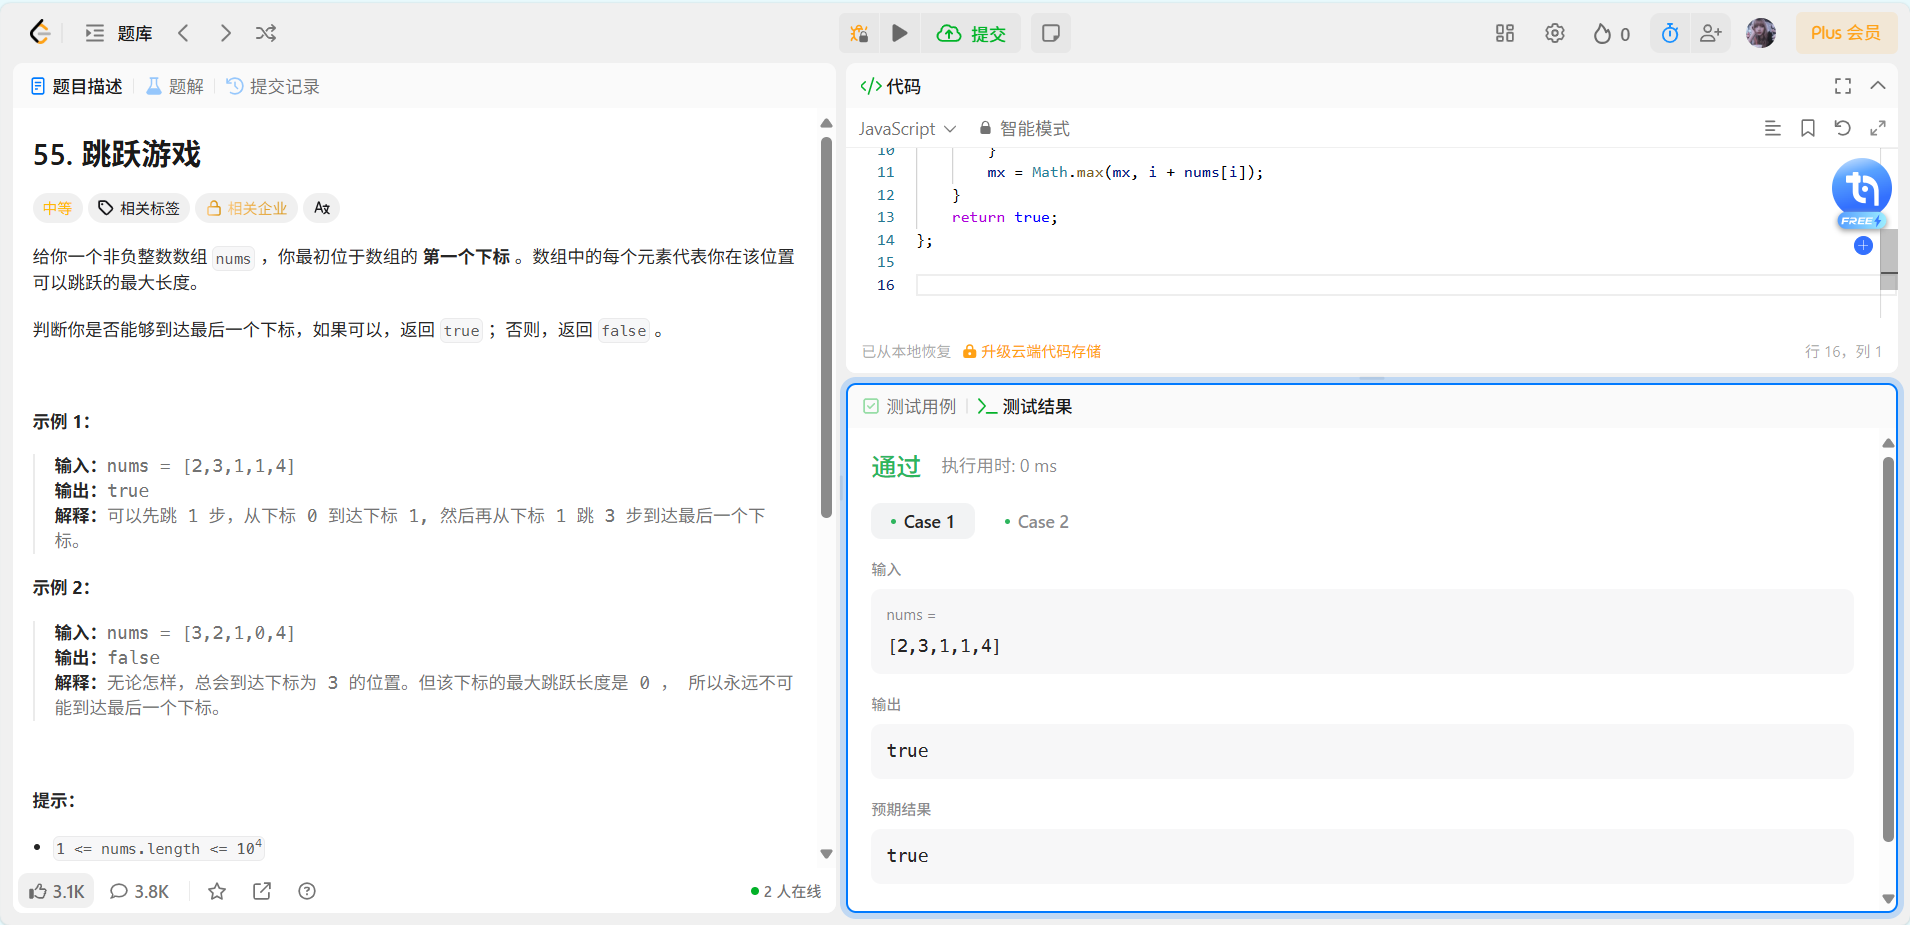 题库
提交
0
Plus 会员
题目描述
题解
提交记录
55. 跳跃游戏
中等
相关标签
相关企业
给你一个非负整数数组 nums ，你最初位于数组的 第一个下标 。数组中的每个元素代表你在该位置
可以跳跃的最大长度。
判断你是否能够到达最后一个下标，如果可以，返回 true ；否则，返回 false 。
示例 1：
输入：nums = [2,3,1,1,4]
输出：true
解释：可以先跳 1 步，从下标 0 到达下标 1, 然后再从下标 1 跳 3 步到达最后一个下
标。
示例 2：
输入：nums = [3,2,1,0,4]
输出：false
解释：无论怎样，总会到达下标为 3 的位置。但该下标的最大跳跃长度是 0 ， 所以永远不可
能到达最后一个下标。
提示：
1 <= nums.length <= 10⁴
3.1K
3.8K
2 人在线
代码
JavaScript
智能模式
10 }
11 mx = Math.max(mx, i + nums[i]);
12 }
13 return true;
14 };
15
16
FREE
已从本地恢复
升级云端代码存储
行 16，列 1
测试用例
测试结果
通过
执行用时: 0 ms
Case 1
Case 2
输入
nums =
[2,3,1,1,4]
输出
true
预期结果
true